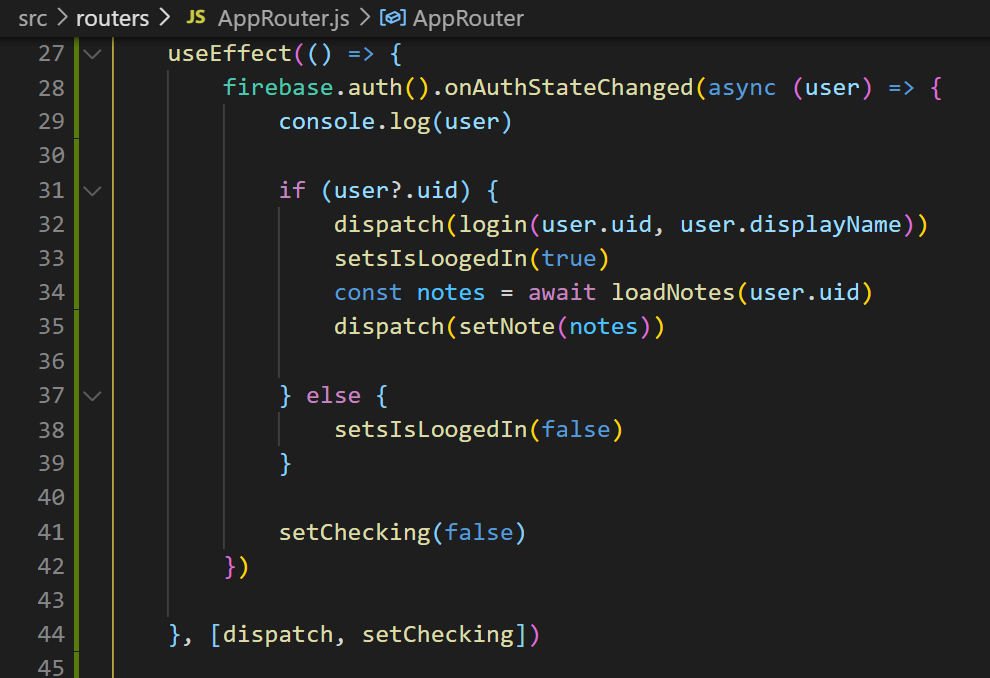 src > routers > JS AppRouter.js > AppRouter
27 useEffect(() => {
28 firebase.auth().onAuthStateChanged(async (user) => {
29 console.log(user)
30
31 if (user?.uid) {
32 dispatch(login(user.uid, user.displayName))
33 setsIsLoogedIn(true)
34 const notes = await loadNotes(user.uid)
35 dispatch(setNote(notes))
36
37 } else {
38 setsIsLoogedIn(false)
39 }
40
41 setChecking(false)
42 })
43
44 }, [dispatch, setChecking])
45